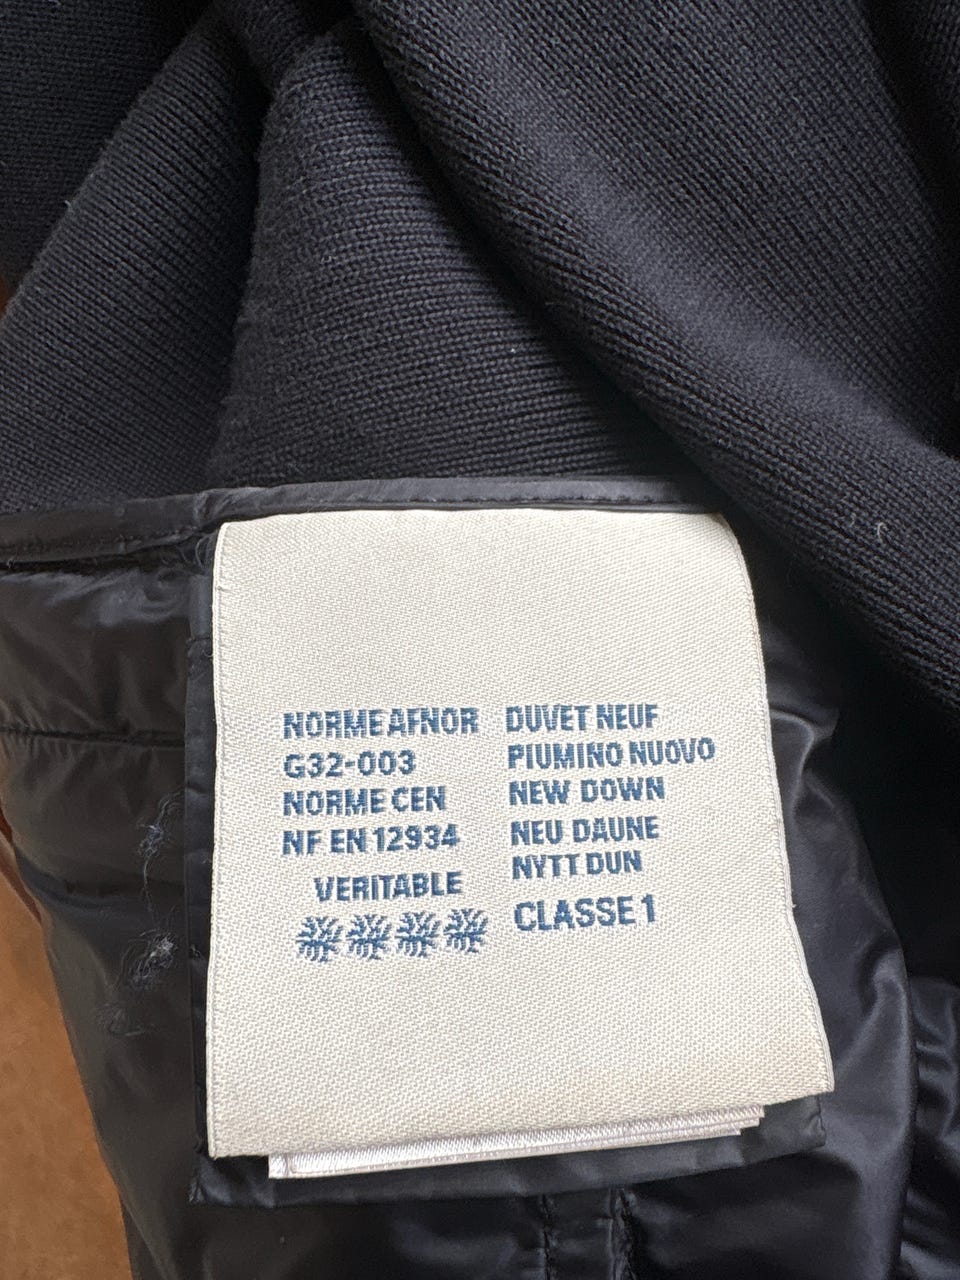 NORME AFNOR
G32-003
NORME CEN
NF EN 12934
VERITABLE
DUVET NEUF
PIUMINO NUOVO
NEW DOWN
NEU DAUNE
NYTT DUN
CLASSE 1